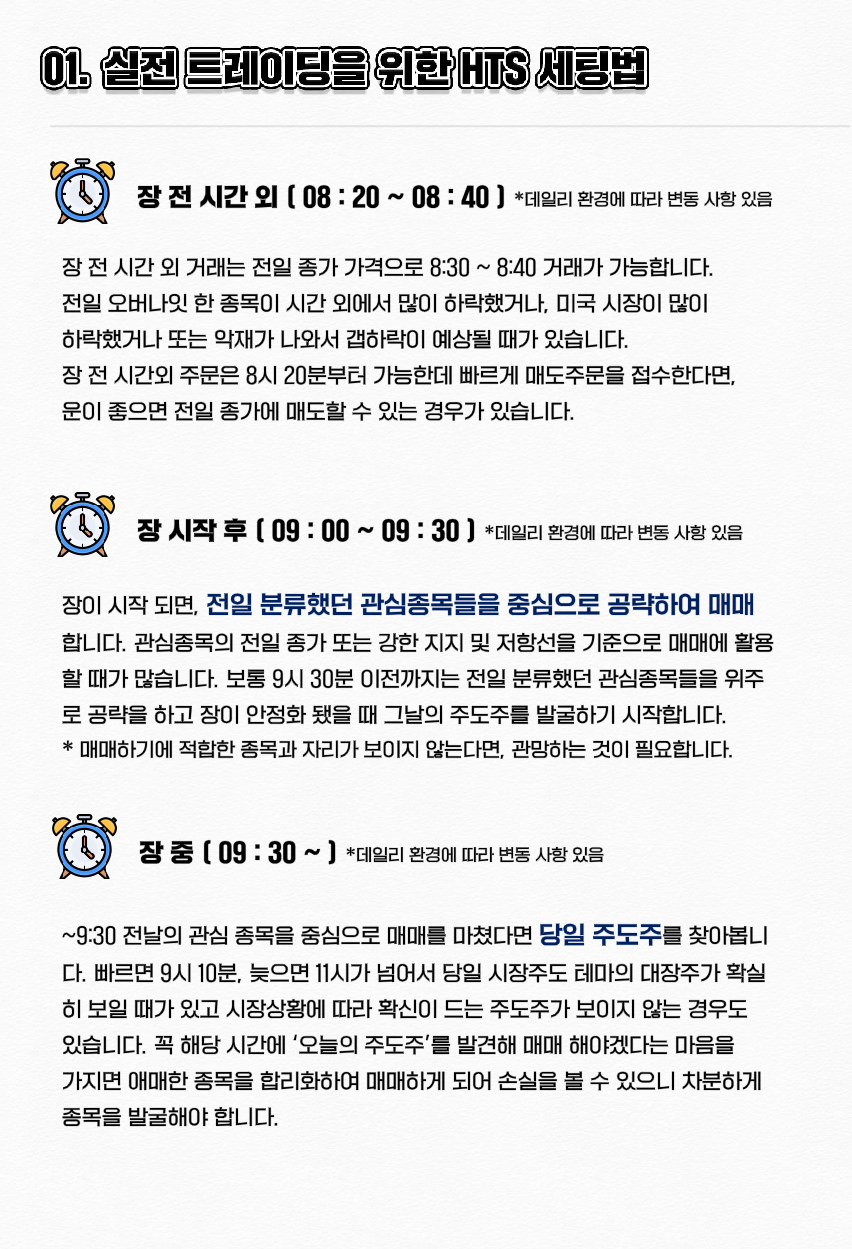 01. 실전 트레이딩을 위한 HTS 세팅법
장 전 시간 외 ( 08 : 20 ~ 08 : 40 ) *데일리 환경에 따라 변동 사항 있음
장 전 시간 외 거래는 전일 종가 가격으로 8:30 ~ 8:40 거래가 가능합니다.
전일 오버나잇 한 종목이 시간 외에서 많이 하락했거나, 미국 시장이 많이
하락했거나 또는 악재가 나와서 갭하락이 예상될 때가 있습니다.
장 전 시간외 주문은 8시 20분부터 가능한데 빠르게 매도주문을 접수한다면,
운이 좋으면 전일 종가에 매도할 수 있는 경우가 있습니다.
장 시작 후 ( 09 : 00 ~ 09 : 30 ) *데일리 환경에 따라 변동 사항 있음
장이 시작 되면, 전일 분류했던 관심종목들을 중심으로 공략하여 매매
합니다. 관심종목의 전일 종가 또는 강한 지지 및 저항선을 기준으로 매매에 활용
할 때가 많습니다. 보통 9시 30분 이전까지는 전일 분류했던 관심종목들을 위주
로 공략을 하고 장이 안정화 됐을 때 그날의 주도주를 발굴하기 시작합니다.
* 매매하기에 적합한 종목과 자리가 보이지 않는다면, 관망하는 것이 필요합니다.
장 중 ( 09 : 30 ~ ) *데일리 환경에 따라 변동 사항 있음
~9:30 전날의 관심 종목을 중심으로 매매를 마쳤다면 당일 주도주를 찾아봅니
다. 빠르면 9시 10분, 늦으면 11시가 넘어서 당일 시장주도 테마의 대장주가 확실
히 보일 때가 있고 시장상황에 따라 확신이 드는 주도주가 보이지 않는 경우도
있습니다. 꼭 해당 시간에 ‘오늘의 주도주’를 발견해 매매 해야겠다는 마음을
가지면 애매한 종목을 합리화하여 매매하게 되어 손실을 볼 수 있으니 차분하게
종목을 발굴해야 합니다.